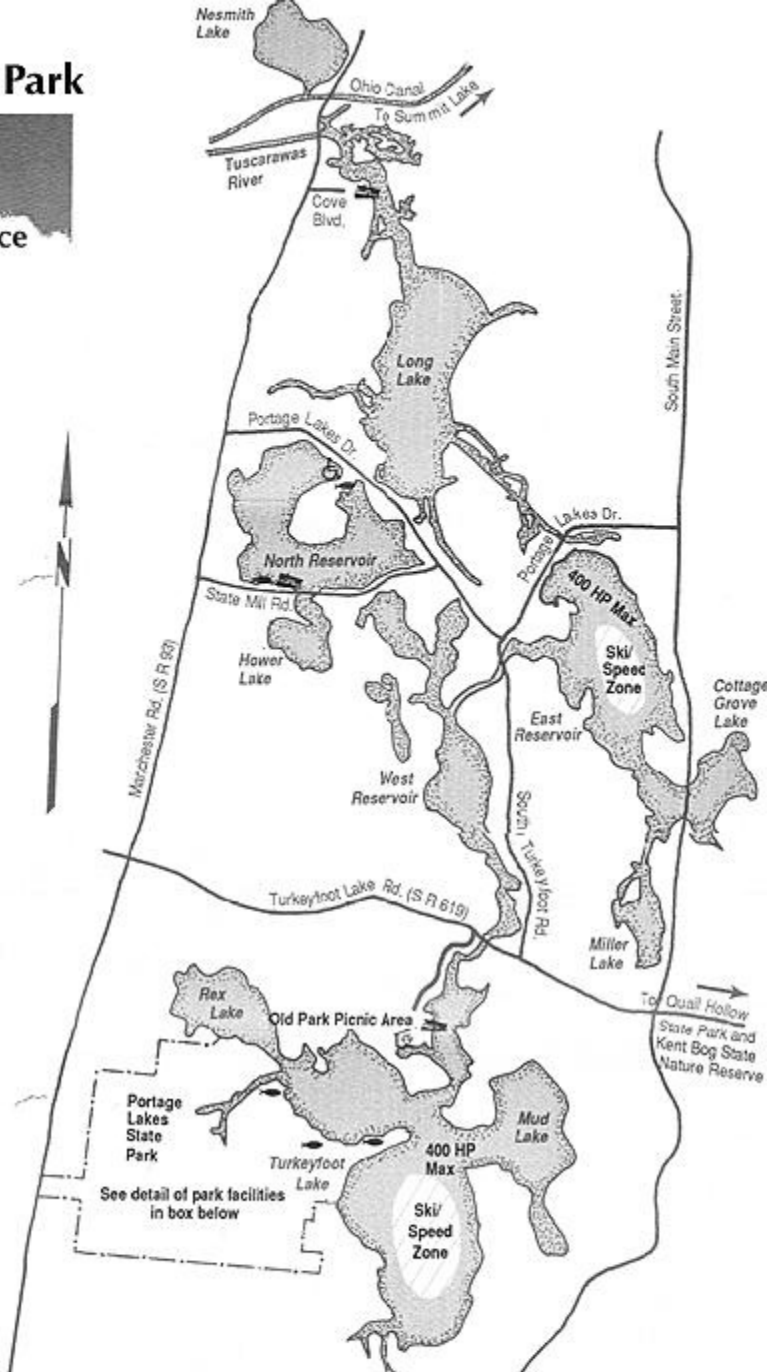 Nesmith
Lake
Park
Ohio Canal
To Summit Lake
Tuscarawas
River
ce
Cove
Blvd.
South Main Street
Long
Lake
Portage Lakes Dr.
Portage Lakes Dr.
North Reservoir
State Mill Rd.
400 HP Max
Ski/
Speed
Zone
Hower
Lake
N
Manchester Rd. (S R 93)
Cottage
Grove
Lake
East
Reservoir
West
Reservoir
South Turkeyfoot Rd.
Turkeyfoot Lake Rd. (S R 619)
Miller
Lake
Rex
Lake
Old Park Picnic Area
To Quail Hollow
State Park and
Kent Bog State
Nature Reserve
Portage
Lakes
State
Park
Mud
Lake
Turkeyfoot
Lake
400 HP
Max
See detail of park facilities
in box below
Ski/
Speed
Zone